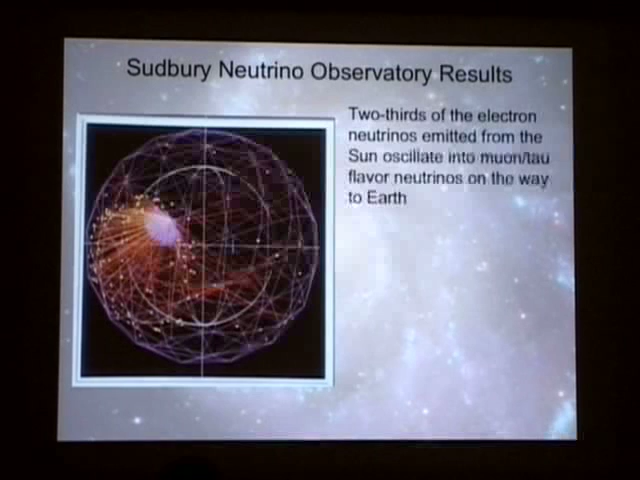 Sudbury Neutrino Observatory Results
Two-thirds of the electron
neutrinos emitted from the
Sun oscillate into muon/tau
flavor neutrinos on the way
to Earth